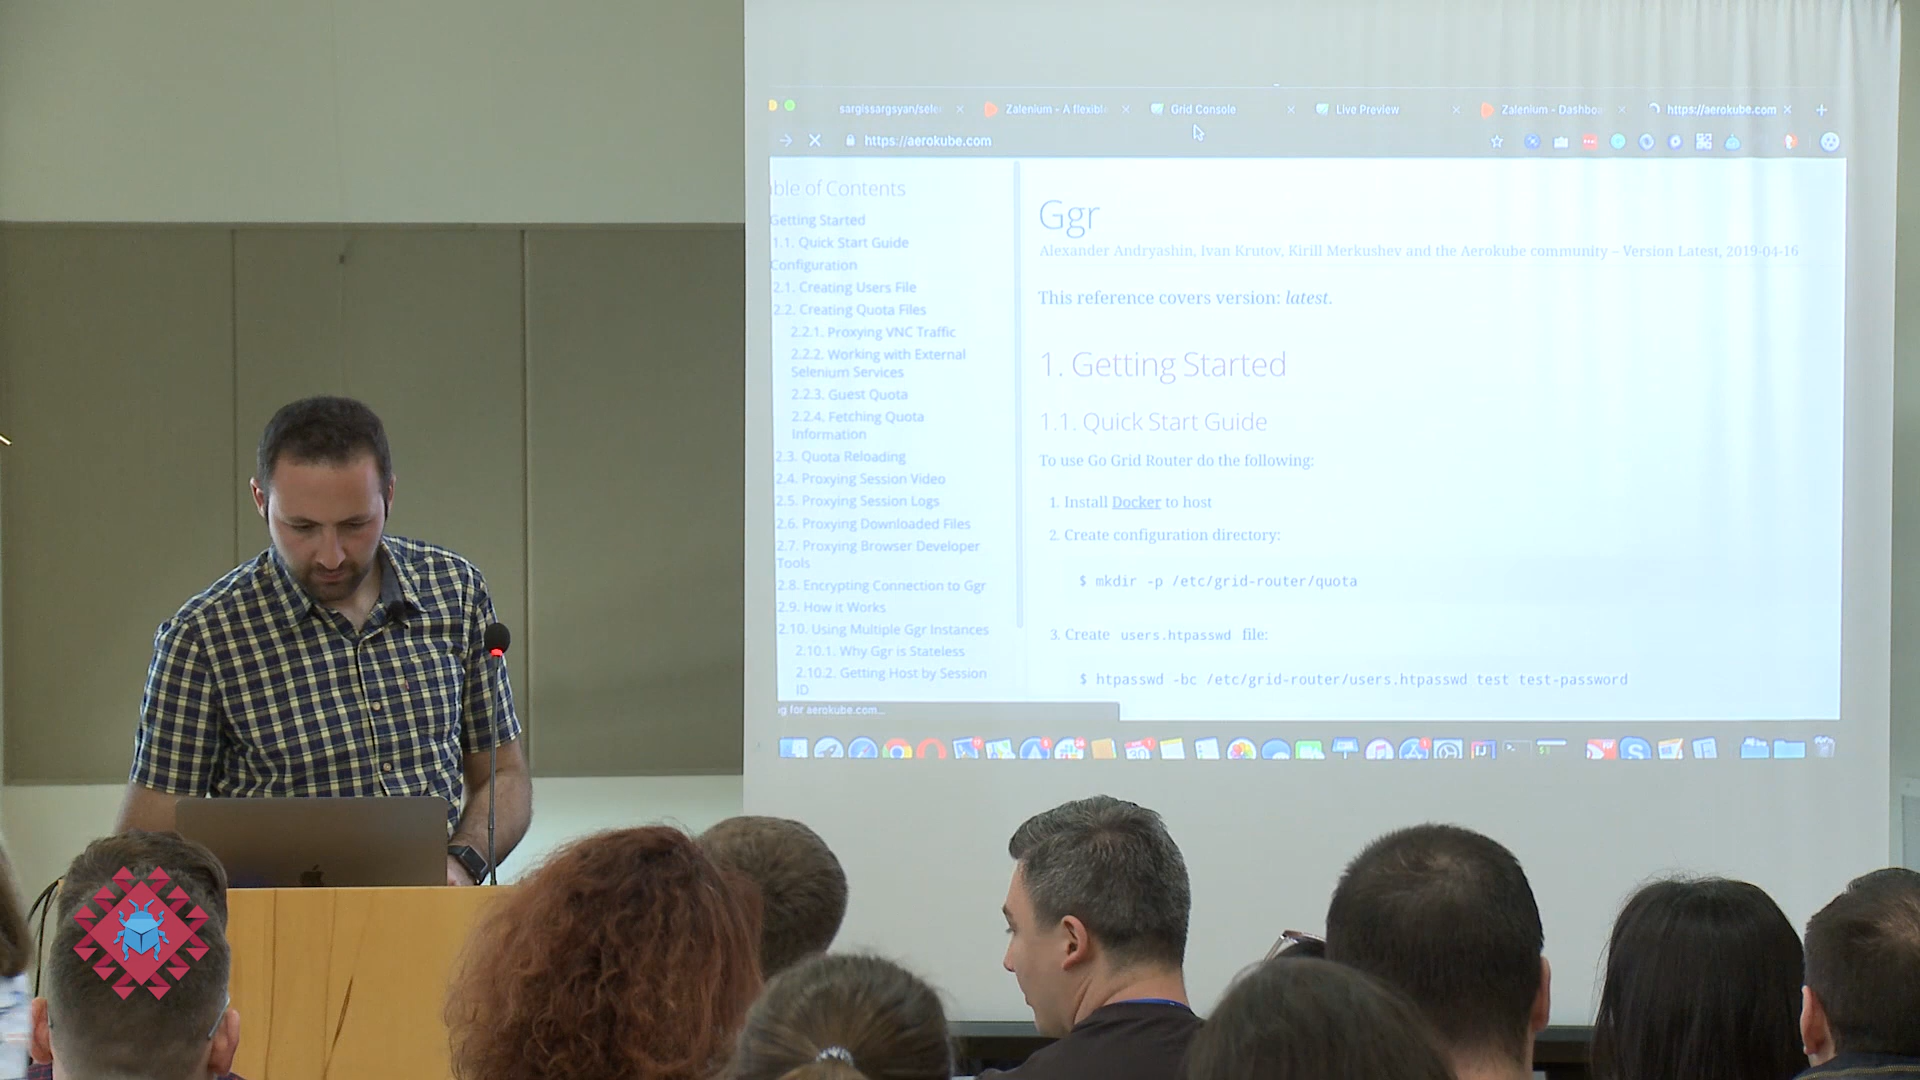 sargissargsyan/sele
Zalenium - A flexibl
Grid Console
Live Preview
Zalenium - Dashbo
https://aerokube.com
https://aerokube.com
ble of Contents
Getting Started
1.1. Quick Start Guide
Configuration
2.1. Creating Users File
2.2. Creating Quota Files
2.2.1. Proxying VNC Traffic
2.2.2. Working with External
Selenium Services
2.2.3. Guest Quota
2.2.4. Fetching Quota
Information
2.3. Quota Reloading
2.4. Proxying Session Video
2.5. Proxying Session Logs
2.6. Proxying Downloaded Files
2.7. Proxying Browser Developer
Tools
2.8. Encrypting Connection to Ggr
2.9. How it Works
2.10. Using Multiple Ggr Instances
2.10.1. Why Ggr is Stateless
2.10.2. Getting Host by Session
ID
g for aerokube.com...
Ggr
Alexander Andryashin, Ivan Krutov, Kirill Merkushev and the Aerokube community – Version Latest, 2019-04-16
This reference covers version: latest.
1. Getting Started
1.1. Quick Start Guide
To use Go Grid Router do the following:
1. Install Docker to host
2. Create configuration directory:
$ mkdir -p /etc/grid-router/quota
3. Create users.htpasswd file:
$ htpasswd -bc /etc/grid-router/users.htpasswd test test-password